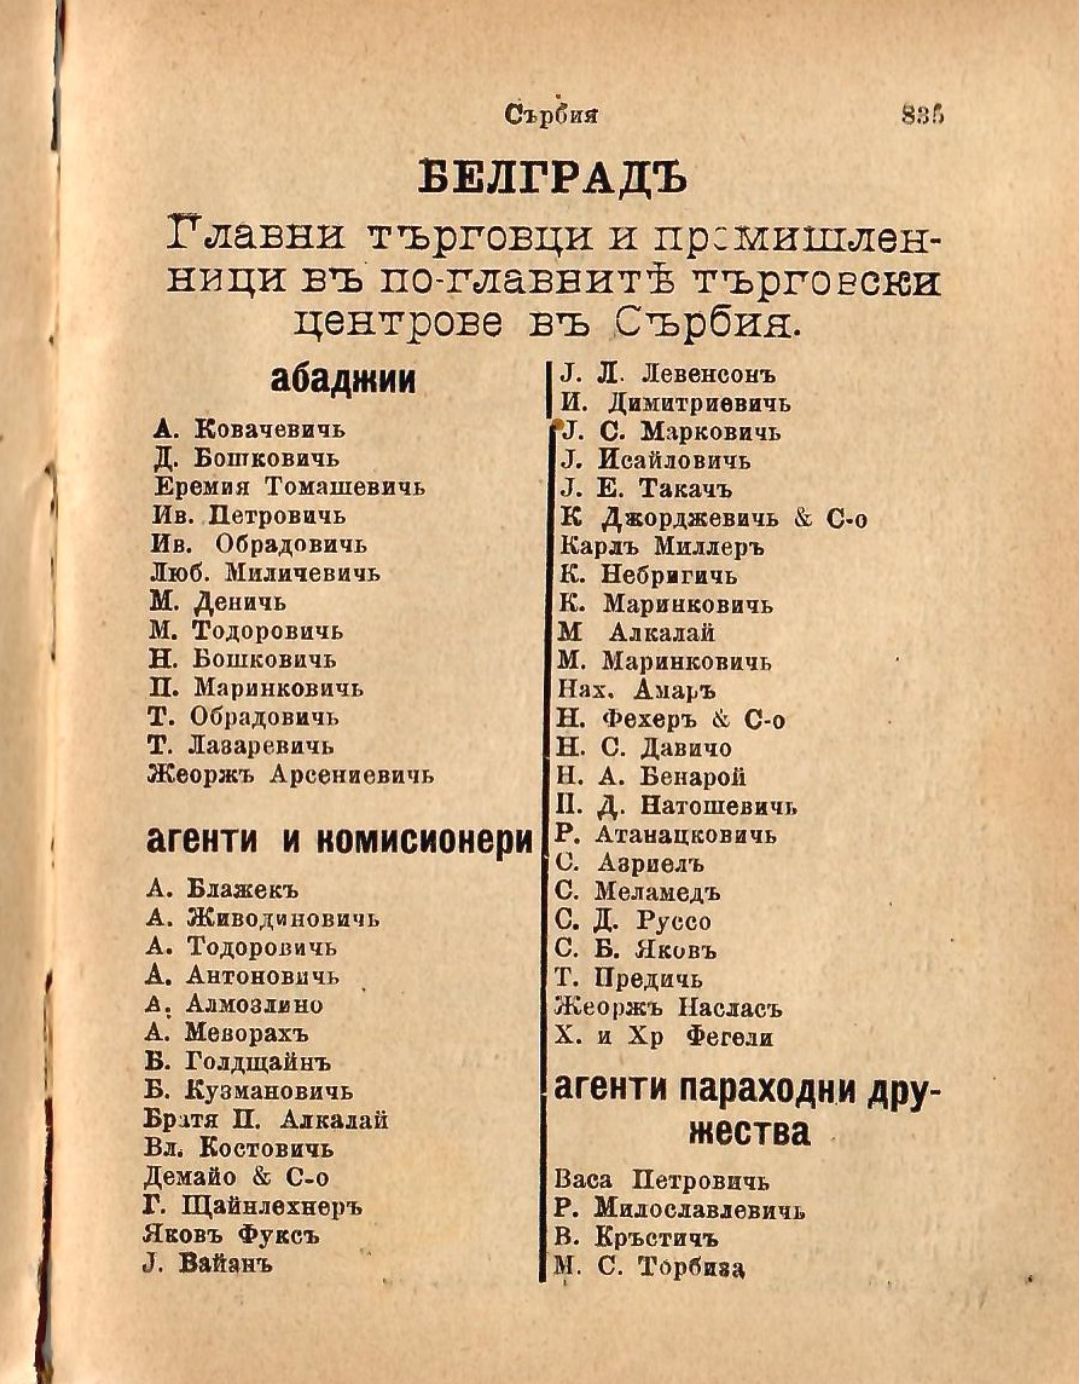 Сърбия 835
БЕЛГРАДЪ
Главни търговци и промишлен-
ници въ по-главнитѣ търговски
центрове въ Сърбия.
абаджии
А. Ковачевичь
Д. Бошковичь
Еремия Томашевичь
Ив. Петровичь
Ив. Обрадовичь
Люб. Миличевичь
М. Деничь
М. Тодоровичь
Н. Бошковичь
П. Маринковичь
Т. Обрадовичь
Т. Лазаревичь
Жеоржъ Арсениевичь
агенти и комисионери
А. Блажекъ
А. Живодиновичь
А. Тодоровичь
А. Антоновичь
А. Алмозлино
А. Меворахъ
Б. Голдщайнъ
Б. Кузмановичь
Братя П. Алкалай
Вл. Костовичь
Демайо & С-о
Г. Щайнлехнеръ
Яковъ Фуксъ
Ј. Вайанъ
Ј. Л. Левенсонъ
И. Димитриевичь
Ј. С. Марковичь
Ј. Исайловичь
Ј. Е. Такачъ
К Джорджевичь & С-о
Карлъ Миллеръ
К. Небригичь
К. Маринковичь
М Алкалай
М. Маринковичь
Нах. Амаръ
Н. Фехеръ & С-о
Н. С. Давичо
Н. А. Бенарой
П. Д. Натошевичь
Р. Атанацковичь
С. Азриелъ
С. Меламедъ
С. Д. Руссо
С. Б. Яковъ
Т. Предичь
Жеоржъ Насласъ
Х. и Хр Фегели
агенти параходни дру-
жества
Васа Петровичь
Р. Милославлевичь
В. Кръстичъ
М. С. Торбиза